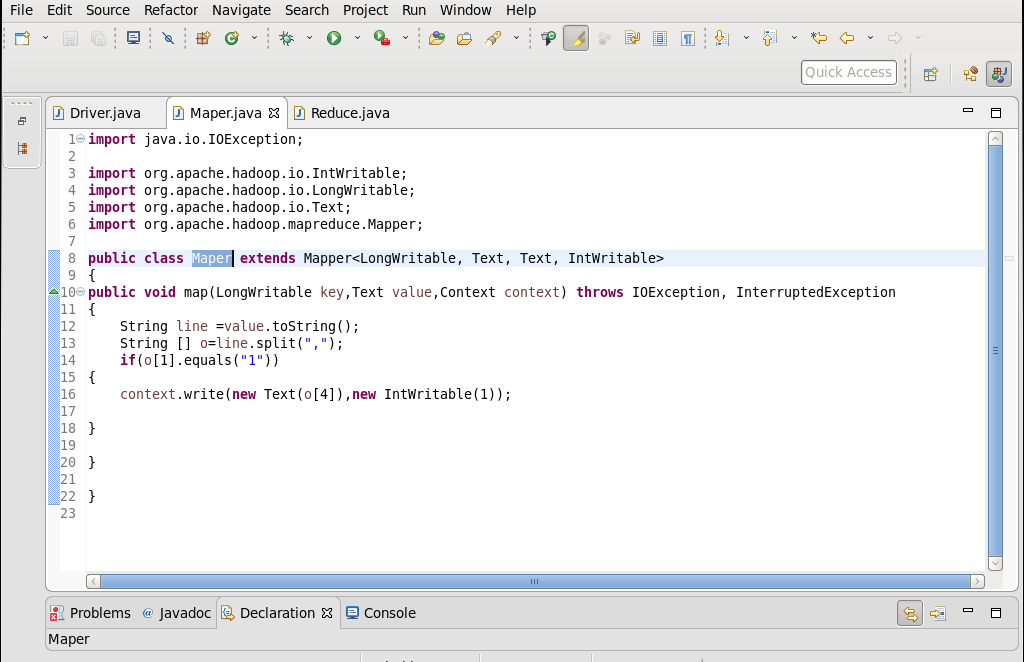 File Edit Source Refactor Navigate Search Project Run Window Help
Quick Access
Driver.java Maper.java Reduce.java
1 import java.io.IOException;
2
3 import org.apache.hadoop.io.IntWritable;
4 import org.apache.hadoop.io.LongWritable;
5 import org.apache.hadoop.io.Text;
6 import org.apache.hadoop.mapreduce.Mapper;
7
8 public class Maper extends Mapper<LongWritable, Text, Text, IntWritable>
9 {
10 public void map(LongWritable key,Text value,Context context) throws IOException, InterruptedException
11 {
12     String line =value.toString();
13     String [] o=line.split(",");
14     if(o[1].equals("1"))
15 {
16     context.write(new Text(o[4]),new IntWritable(1));
17
18 }
19
20 }
21
22 }
23
Problems @ Javadoc Declaration Console
Maper